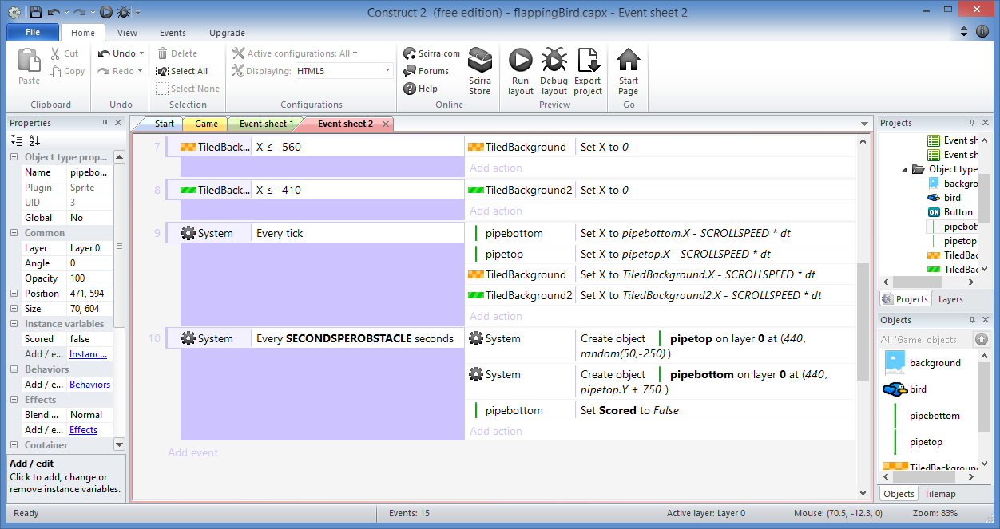 Construct 2  (free edition) - flappingBird.capx - Event sheet 2
File
Home
View
Events
Upgrade
Paste
Cut
Copy
Clipboard
Undo
Redo
Undo
Delete
Select All
Select None
Selection
Active configurations: All
Displaying: HTML5
Configurations
Scirra.com
Forums
Help
Scirra
Store
Online
Run
layout
Debug
layout
Export
project
Preview
Start
Page
Go
Properties
Object type prop...
Name pipebo...
Plugin Sprite
UID 3
Global No
Common
Layer Layer 0
Angle 0
Opacity 100
Position 471, 594
Size 70, 604
Instance variables
Scored false
Add / e... Instanc...
Behaviors
Add / e... Behaviors
Effects
Blend ... Normal
Add / e... Effects
Container
Add / edit
Click to add, change or
remove instance variables.
Start
Game
Event sheet 1
Event sheet 2
7 TiledBack... X ≤ -560 TiledBackground Set X to 0
Add action
8 TiledBack... X ≤ -410 TiledBackground2 Set X to 0
Add action
9 System Every tick pipebottom Set X to pipebottom.X - SCROLLSPEED * dt
pipetop Set X to pipetop.X - SCROLLSPEED * dt
TiledBackground Set X to TiledBackground.X - SCROLLSPEED * dt
TiledBackground2 Set X to TiledBackground2.X - SCROLLSPEED * dt
Add action
10 System Every SECONDSPEROBSTACLE seconds System Create object pipetop on layer 0 at (440,
random(50,-250) )
System Create object pipebottom on layer 0 at (440,
pipetop.Y + 750 )
pipebottom Set Scored to False
Add action
Add event
Projects
Event sh
Event sh
Object type
backgro
bird
OK Button
pipebott
pipetop
TiledBac
TiledBac
Projects
Layers
Objects
All 'Game' objects
background
bird
pipebottom
pipetop
TiledBackground
Objects
Tilemap
Ready
Events: 15
Active layer: Layer 0
Mouse: (70.5, -12.3, 0)
Zoom: 83%